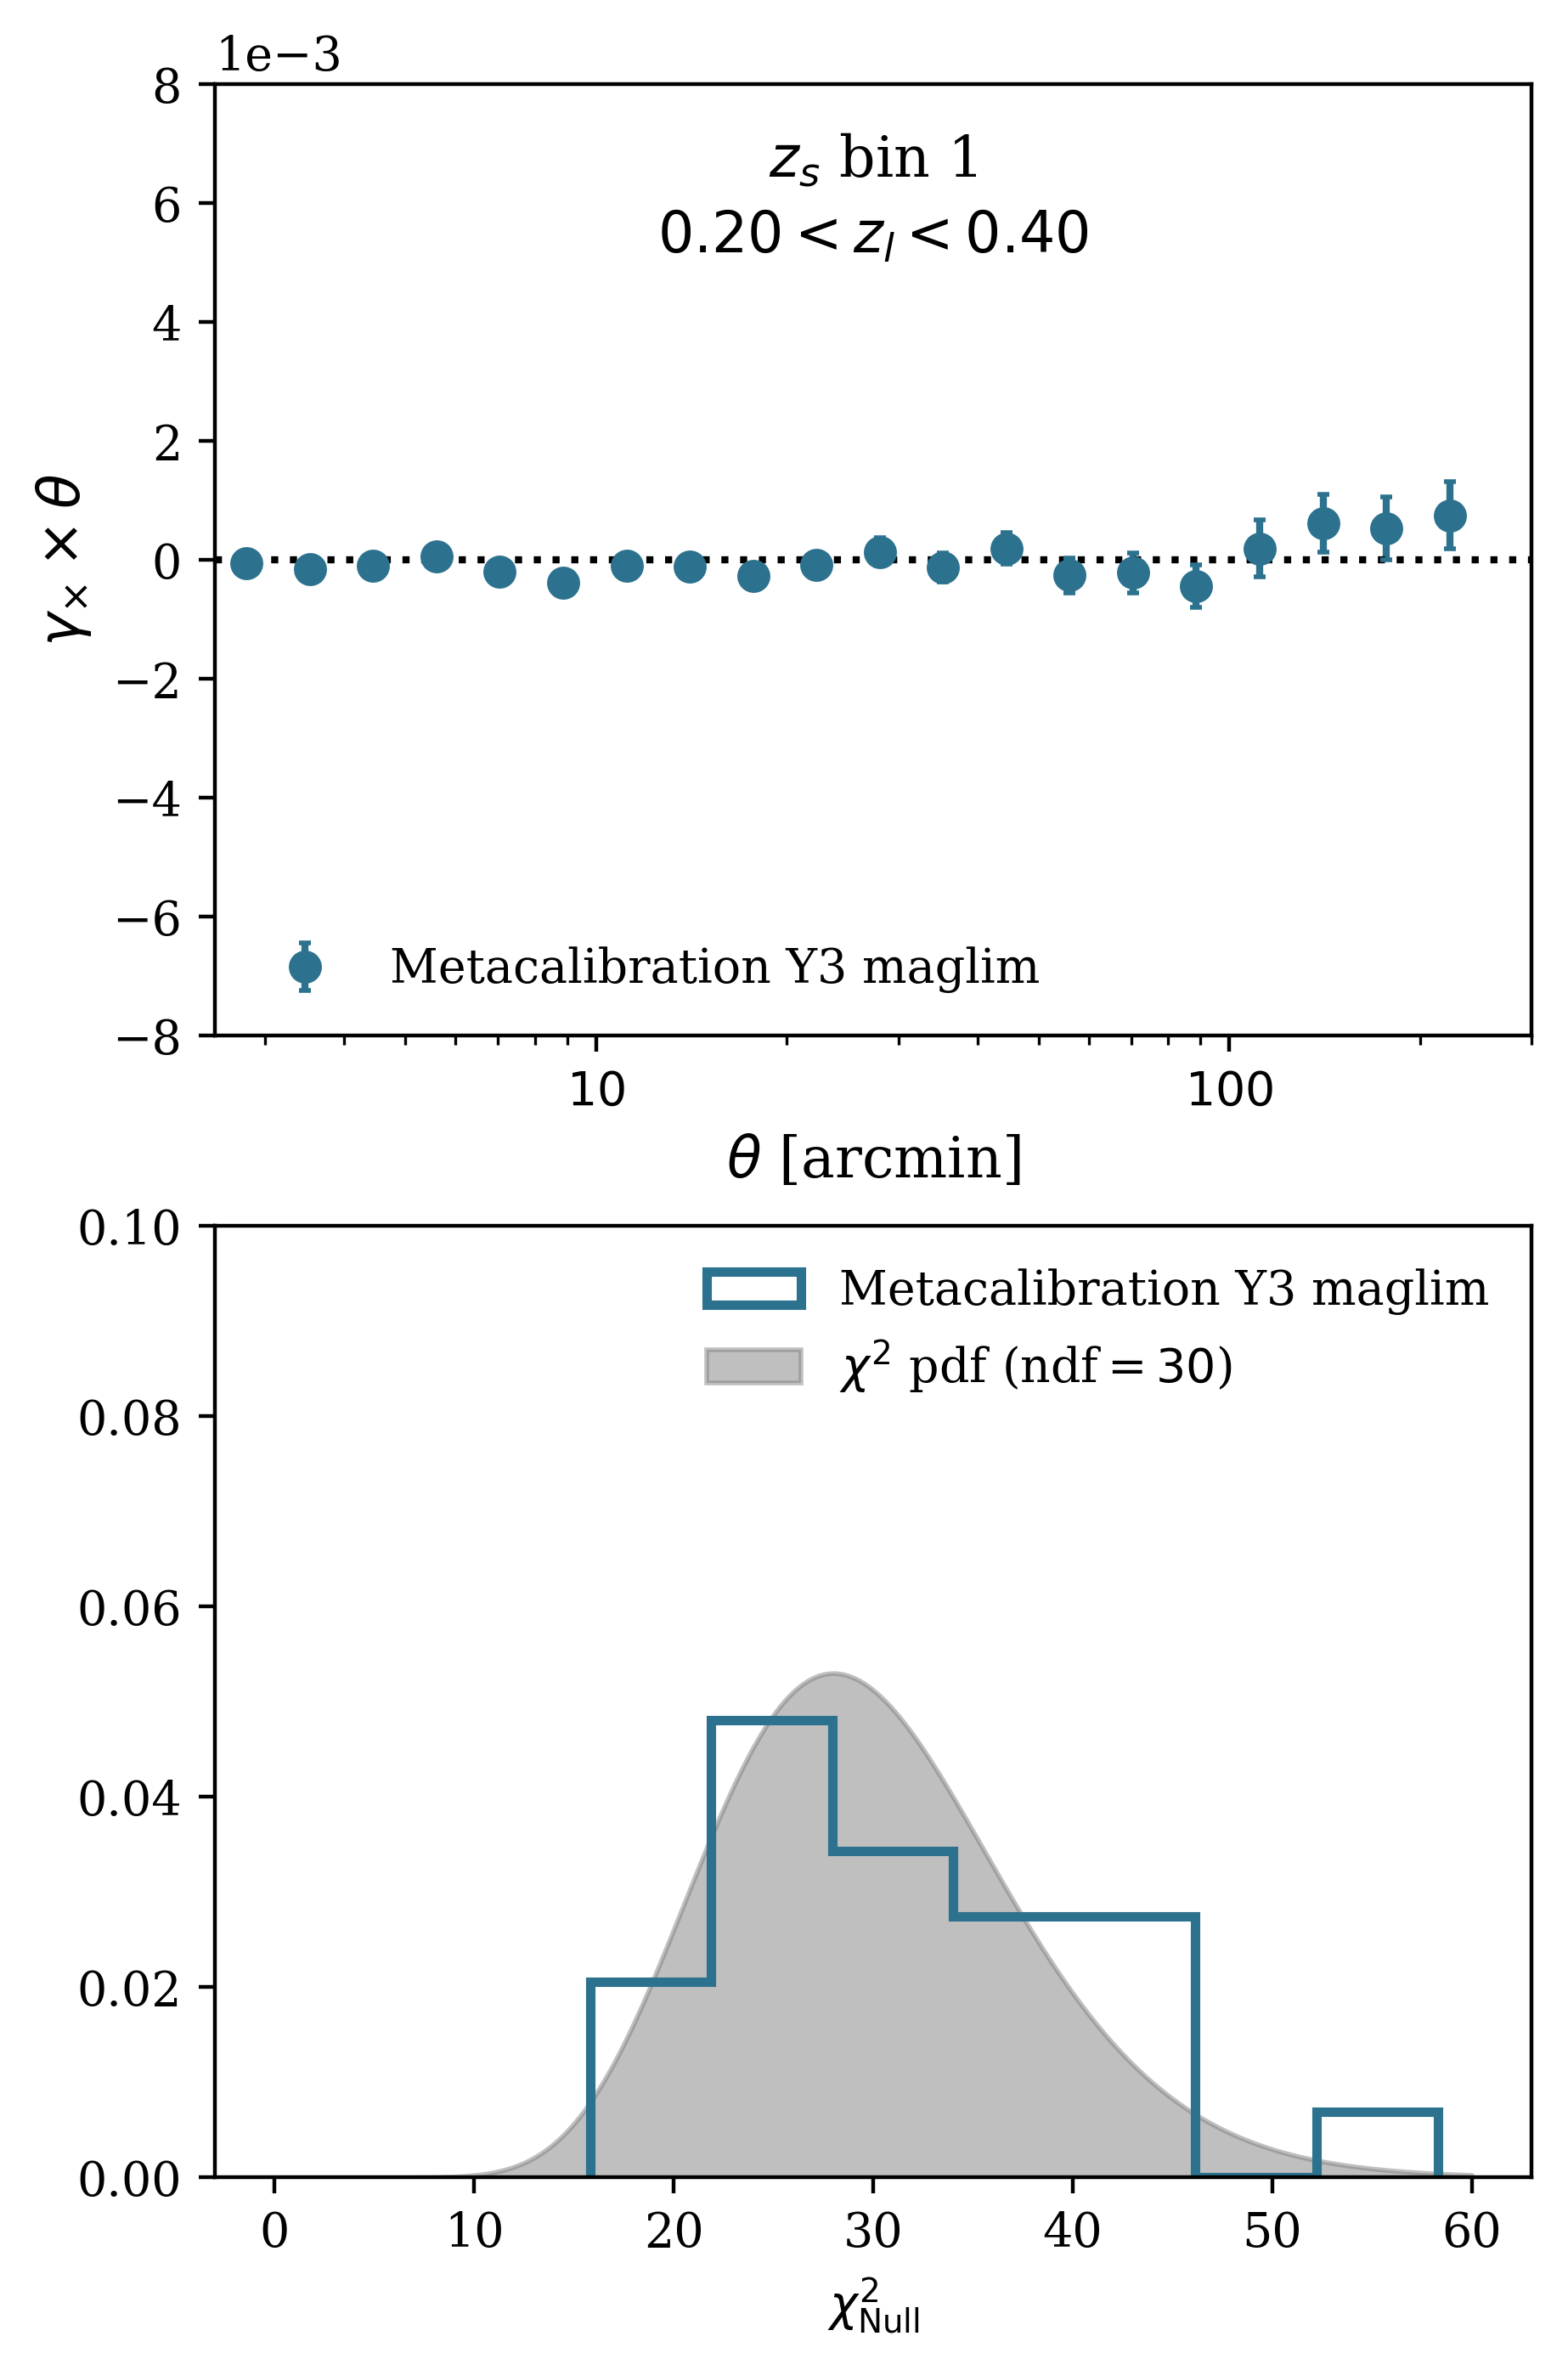 1e−3
8
6
4
2
0
−2
−4
−6
−8
γ× × θ
z_s bin 1
0.20 < z_l < 0.40
Metacalibration Y3 maglim
10 100
θ [arcmin]
0.10
0.08
0.06
0.04
0.02
0.00
Metacalibration Y3 maglim
χ² pdf (ndf = 30)
0 10 20 30 40 50 60
χ²_Null